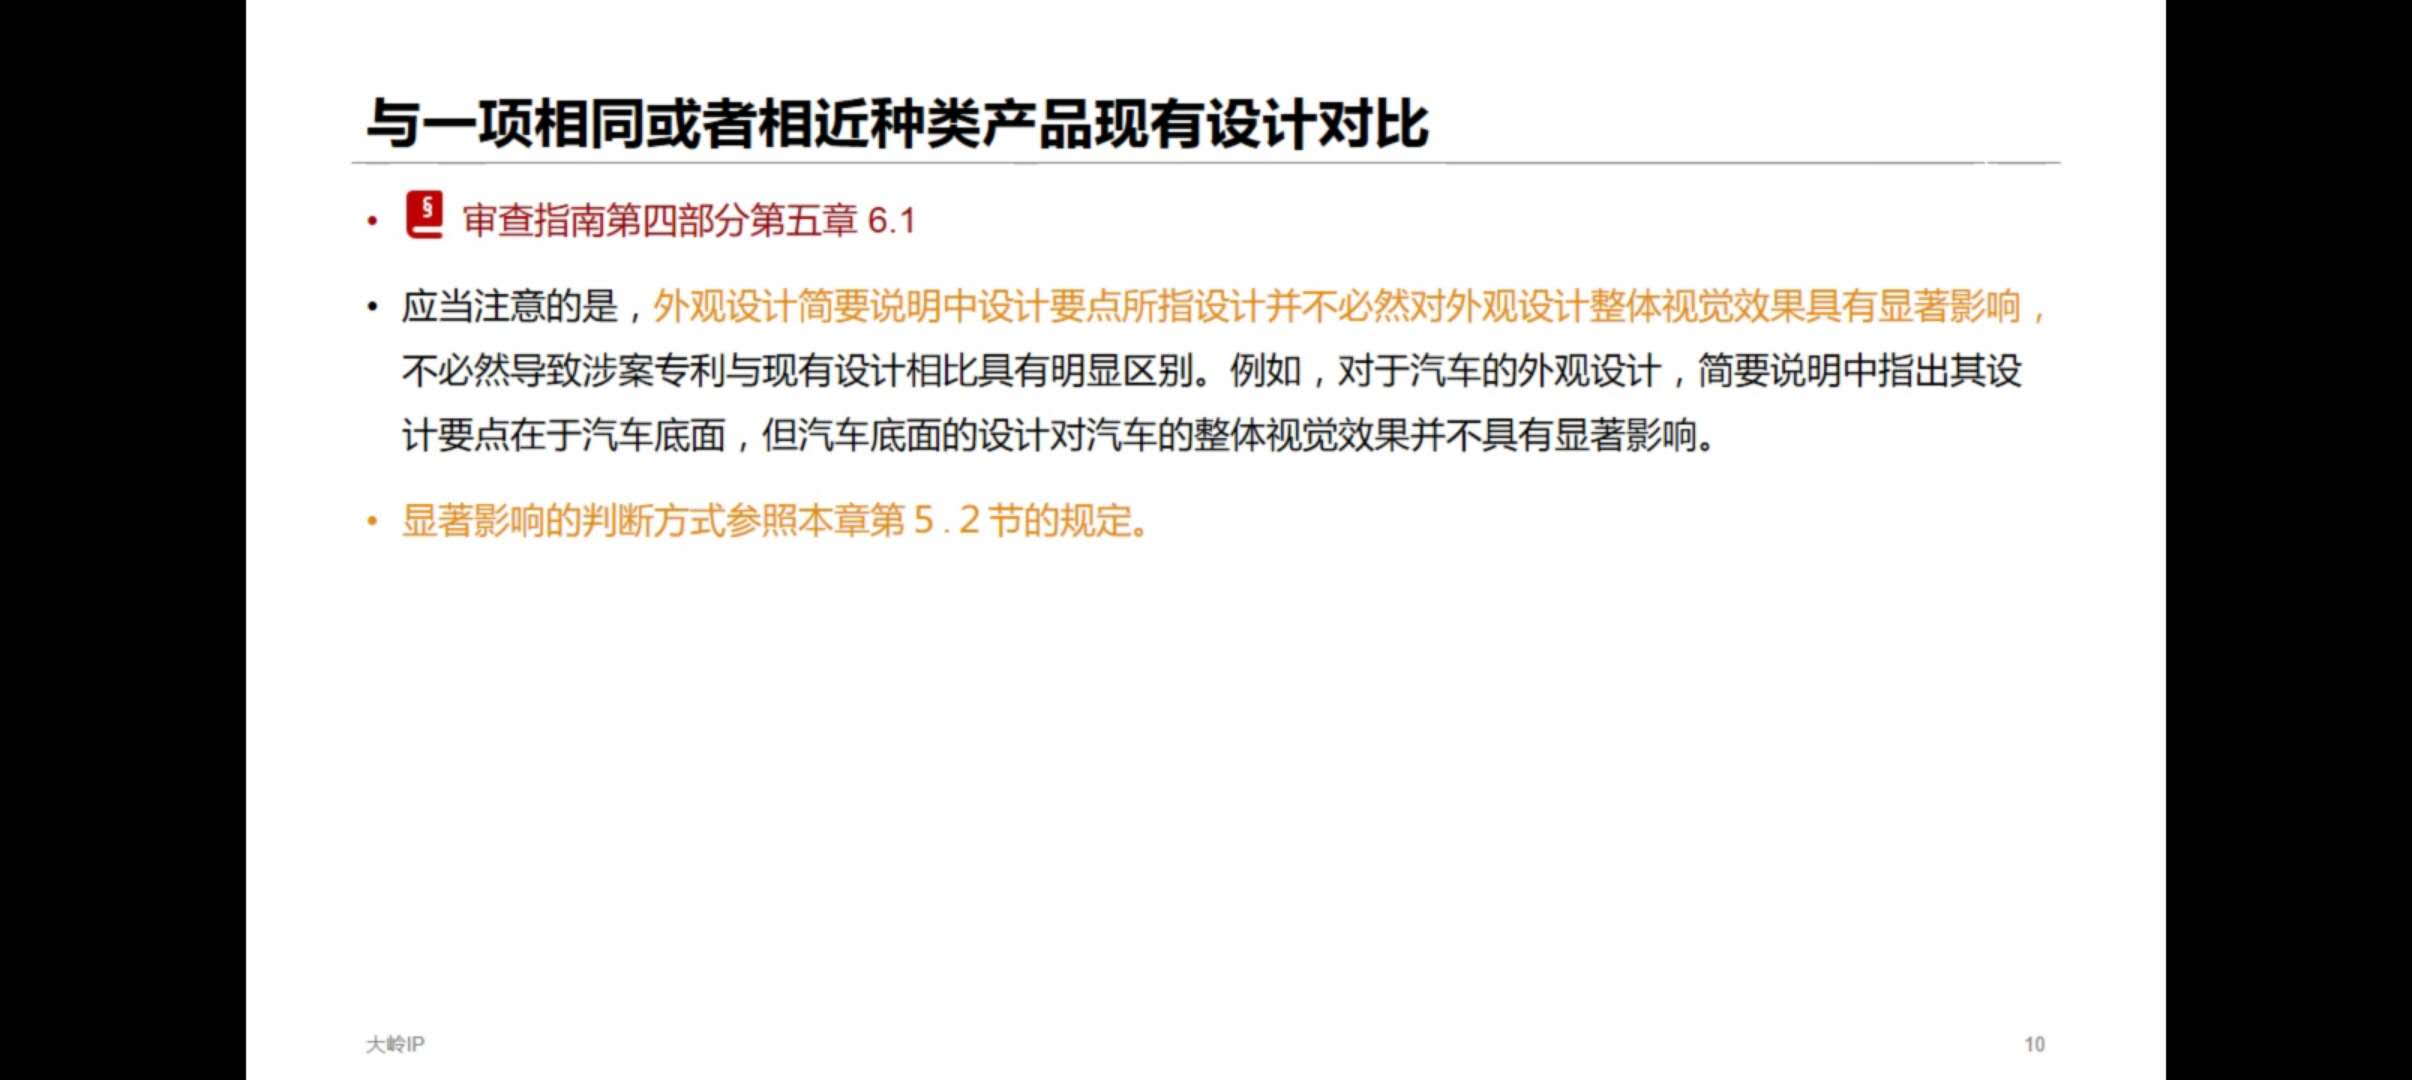 与一项相同或者相近种类产品现有设计对比
• § 审查指南第四部分第五章 6.1
• 应当注意的是，外观设计简要说明中设计要点所指设计并不必然对外观设计整体视觉效果具有显著影响，
不必然导致涉案专利与现有设计相比具有明显区别。例如，对于汽车的外观设计，简要说明中指出其设
计要点在于汽车底面，但汽车底面的设计对汽车的整体视觉效果并不具有显著影响。
• 显著影响的判断方式参照本章第 5 . 2 节的规定。
大岭IP
10